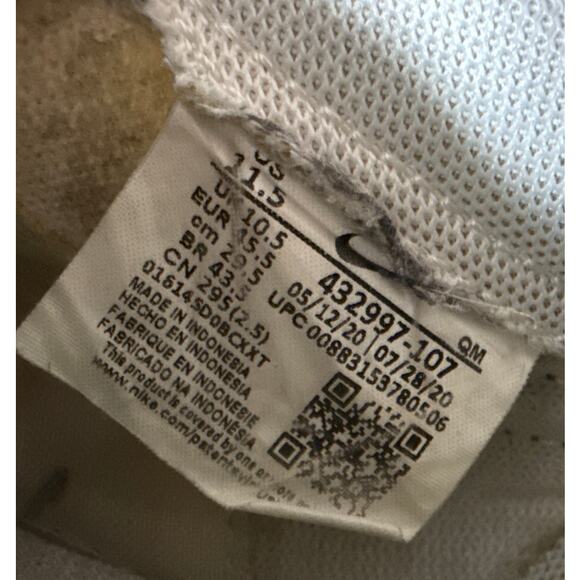 US 11.5
UK 10.5
EUR 45.5
cm 29.5
BR 43.5
CN 295(2.5)
016145D0BCXXT
MADE IN INDONESIA
HECHO EN INDONESIA
FABRIQUE EN INDONESIE
FABRICADO NA INDONÉSIA
This product is covered by one or more
www.nike.com/patents
432997-107 QM
05/12/20 07/28/20
UPC 00883153780506